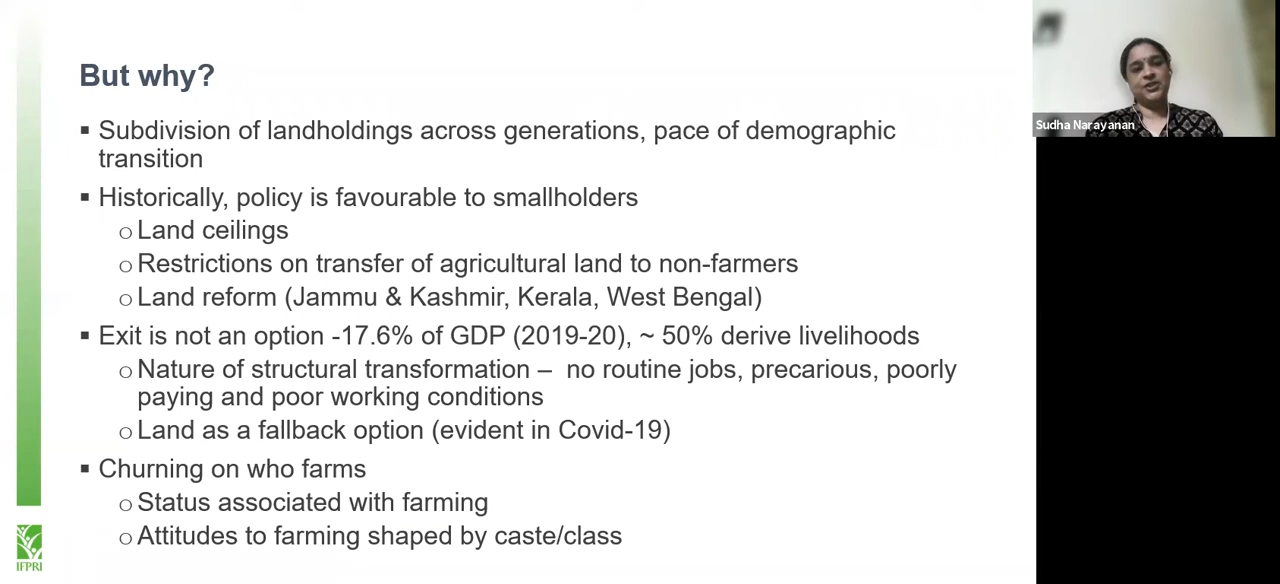 But why?
▪ Subdivision of landholdings across generations, pace of demographic
transition
▪ Historically, policy is favourable to smallholders
○ Land ceilings
○ Restrictions on transfer of agricultural land to non-farmers
○ Land reform (Jammu & Kashmir, Kerala, West Bengal)
▪ Exit is not an option -17.6% of GDP (2019-20), ~ 50% derive livelihoods
○ Nature of structural transformation – no routine jobs, precarious, poorly
paying and poor working conditions
○ Land as a fallback option (evident in Covid-19)
▪ Churning on who farms
○ Status associated with farming
○ Attitudes to farming shaped by caste/class
IFPRI
Sudha Narayanan